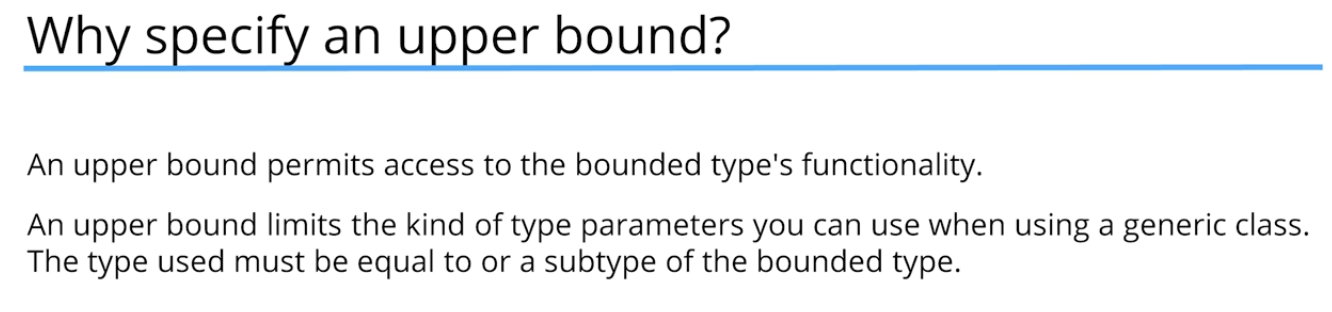 Why specify an upper bound?
An upper bound permits access to the bounded type's functionality.
An upper bound limits the kind of type parameters you can use when using a generic class.
The type used must be equal to or a subtype of the bounded type.